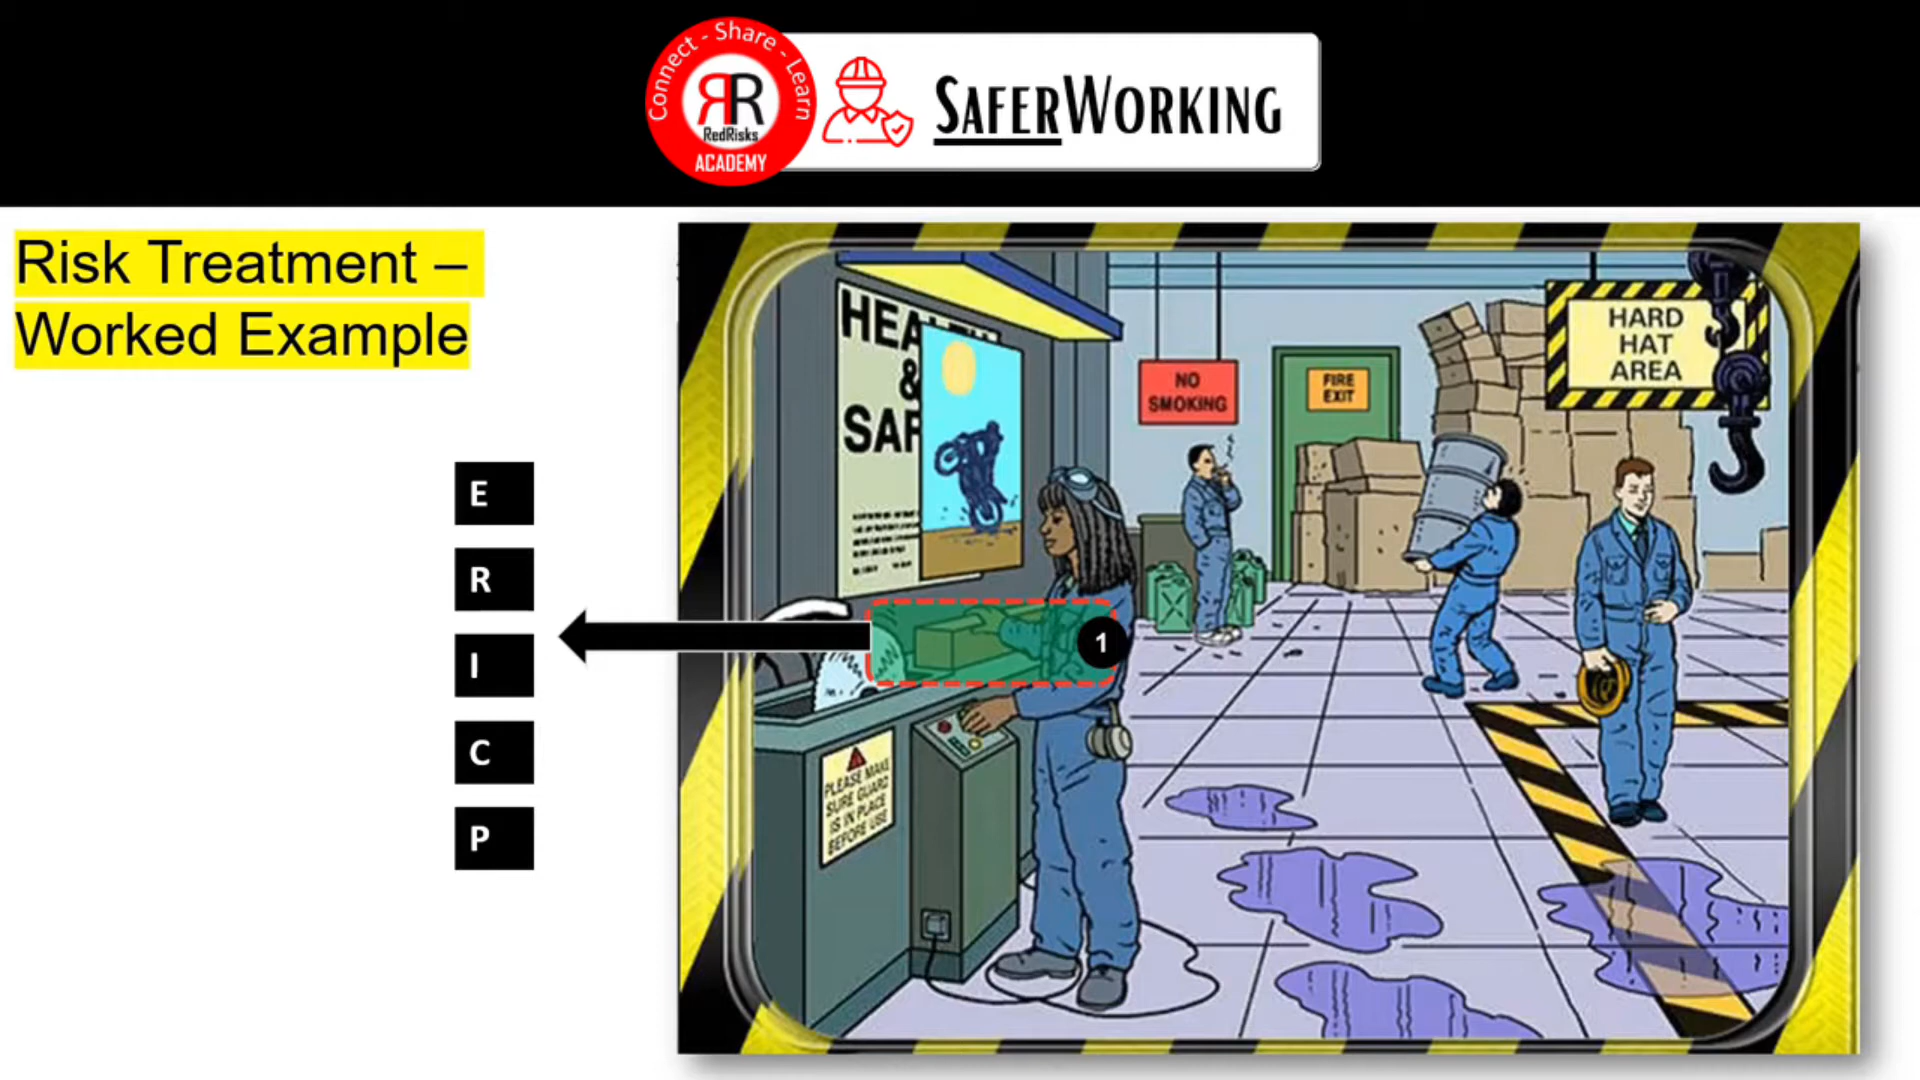 Connect - Share - Learn
RR
RedRisks
ACADEMY
SAFERWORKING
Risk Treatment –
Worked Example
E
R
I
C
P
HEALTH
&
SAF
NO
SMOKING
FIRE
EXIT
HARD
HAT
AREA
1
PLEASE MAKE
SURE GUARD
IS IN PLACE
BEFORE USE